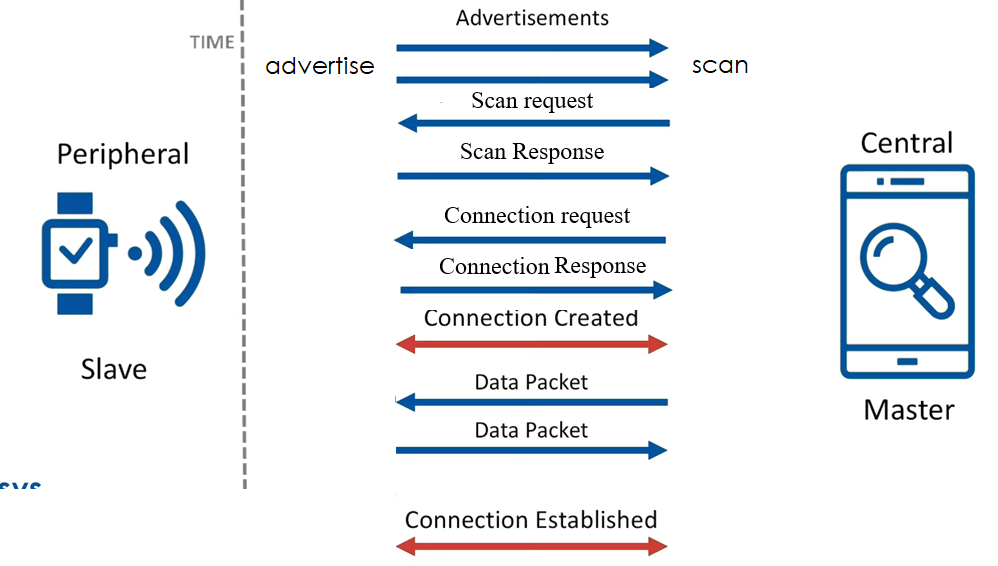 Advertisements
TIME
advertise
scan
Scan request
Peripheral
Scan Response
Central
Connection request
Connection Response
Connection Created
Slave
Data Packet
Master
Data Packet
Connection Established